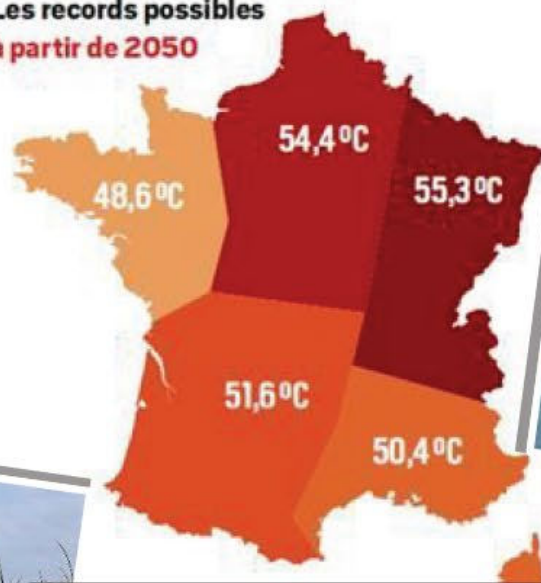 Les records possibles
à partir de 2050
54,4°C
55,3°C
48,6°C
51,6°C
50,4°C